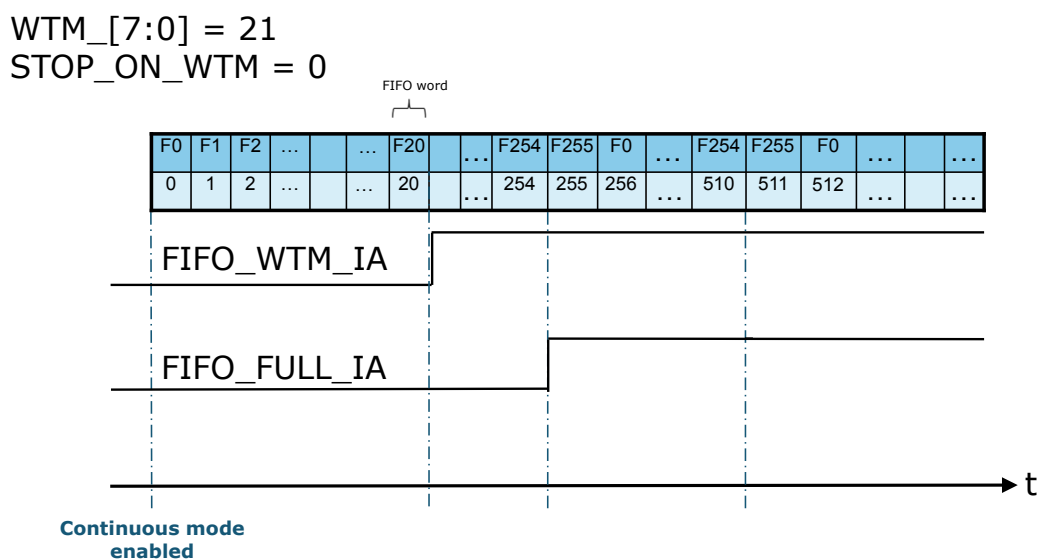 WTM_[7:0] = 21
STOP_ON_WTM = 0
FIFO word
F0 F1 F2 ... ... F20 ... F254 F255 F0 ... F254 F255 F0 ... ...
0 1 2 ... ... 20 ... 254 255 256 ... 510 511 512 ... ...
FIFO_WTM_IA
FIFO_FULL_IA
t
Continuous mode
enabled